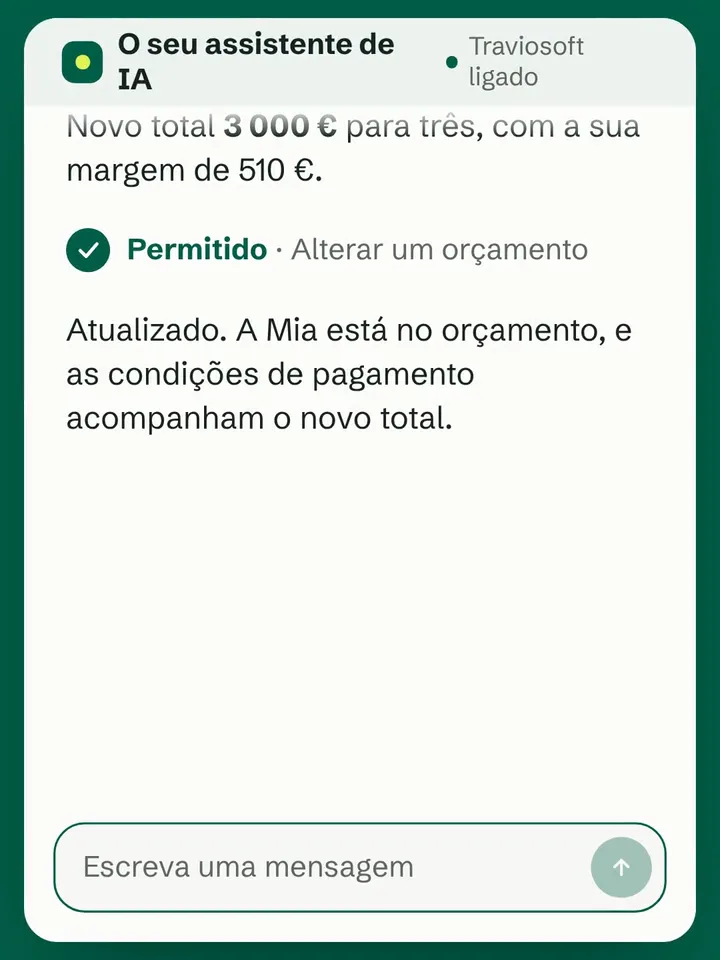 O seu assistente de
IA
Traviosoft
ligado
Novo total 3 000 € para três, com a sua
margem de 510 €.
Permitido · Alterar um orçamento
Atualizado. A Mia está no orçamento, e
as condições de pagamento
acompanham o novo total.
Escreva uma mensagem